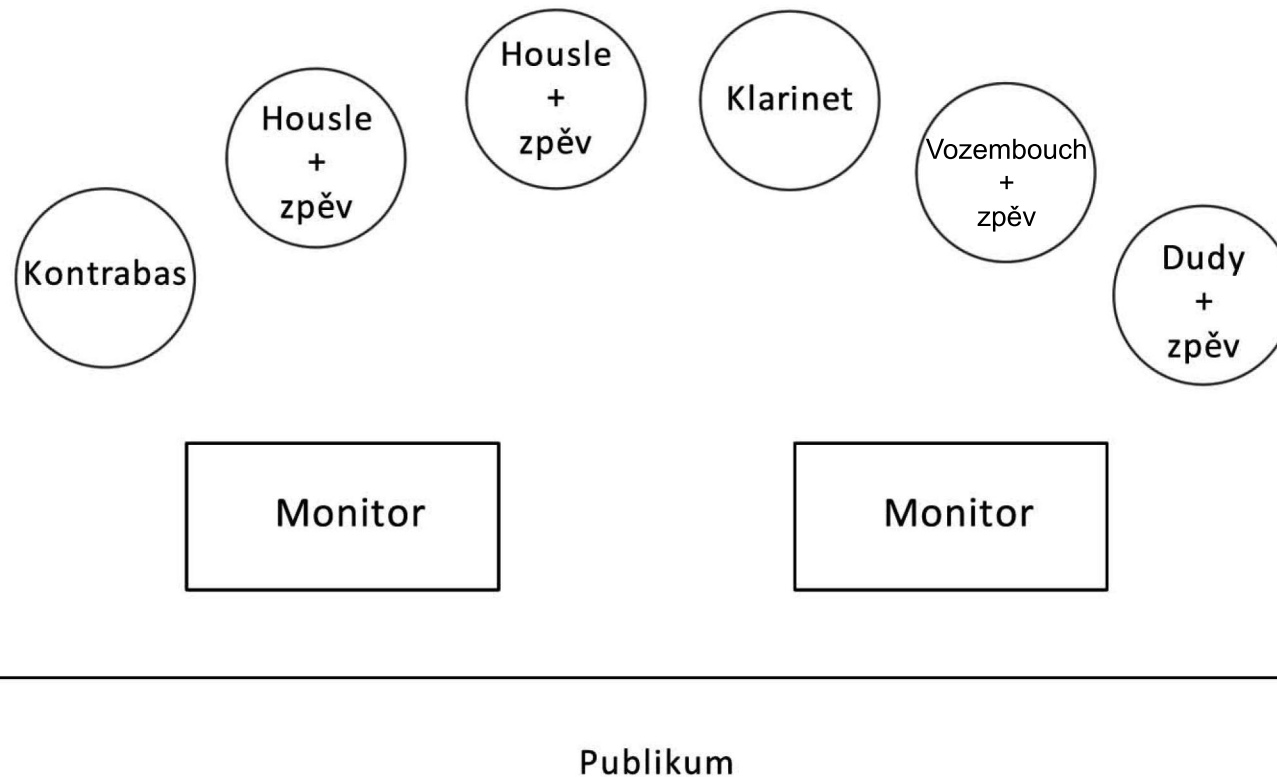 Kontrabas
Housle
+
zpěv
Housle
+
zpěv
Klarinet
Vozembouch
+
zpěv
Dudy
+
zpěv
Monitor
Monitor
Publikum